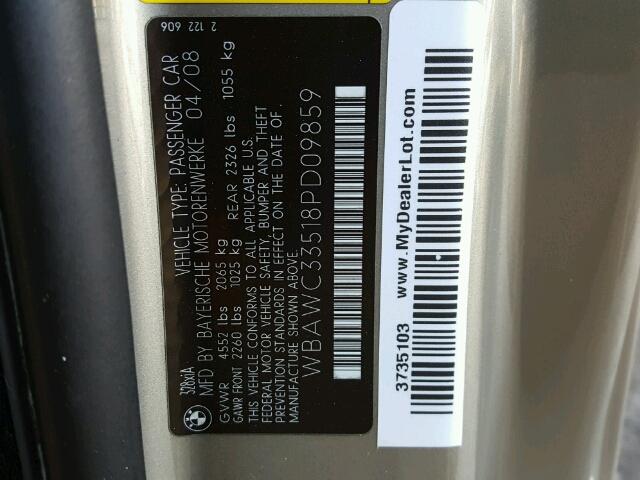 328xiA VEHICLE TYPE: PASSENGER CAR
MFD BY BAYERISCHE MOTORENWERKE 04/08
GVWR 4552 lbs 2065 kg
GAWR FRONT 2260 lbs 1025 kg REAR 2326 lbs 1055 kg
THIS VEHICLE CONFORMS TO ALL APPLICABLE U.S.
FEDERAL MOTOR VEHICLE SAFETY, BUMPER AND THEFT
PREVENTION STANDARDS IN EFFECT ON THE DATE OF
MANUFACTURE SHOWN ABOVE.
WBAWC33518PD09859
2 122 606
www.MyDealerLot.com
3735103